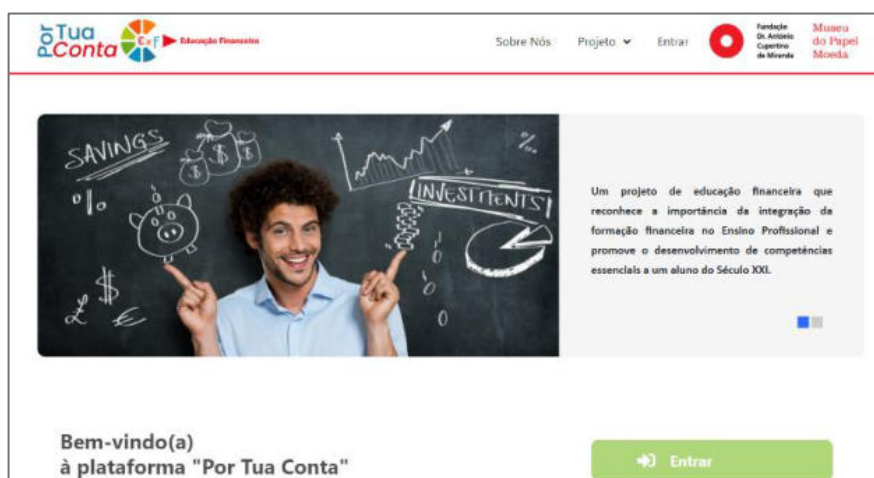 Por Tua
Conta
ExF
Educação Financeira
Sobre Nós
Projeto
Entrar
Fundação
Dr. António
Cupertino
de Miranda
Museu
do Papel
Moeda
SAVINGS
%
$ $ $
%
INVESTMENTS
$
£ €
Um projeto de educação financeira que
reconhece a importância da integração da
formação financeira no Ensino Profissional e
promove o desenvolvimento de competências
essenciais a um aluno do Século XXI.
Bem-vindo(a)
à plataforma "Por Tua Conta"
Entrar